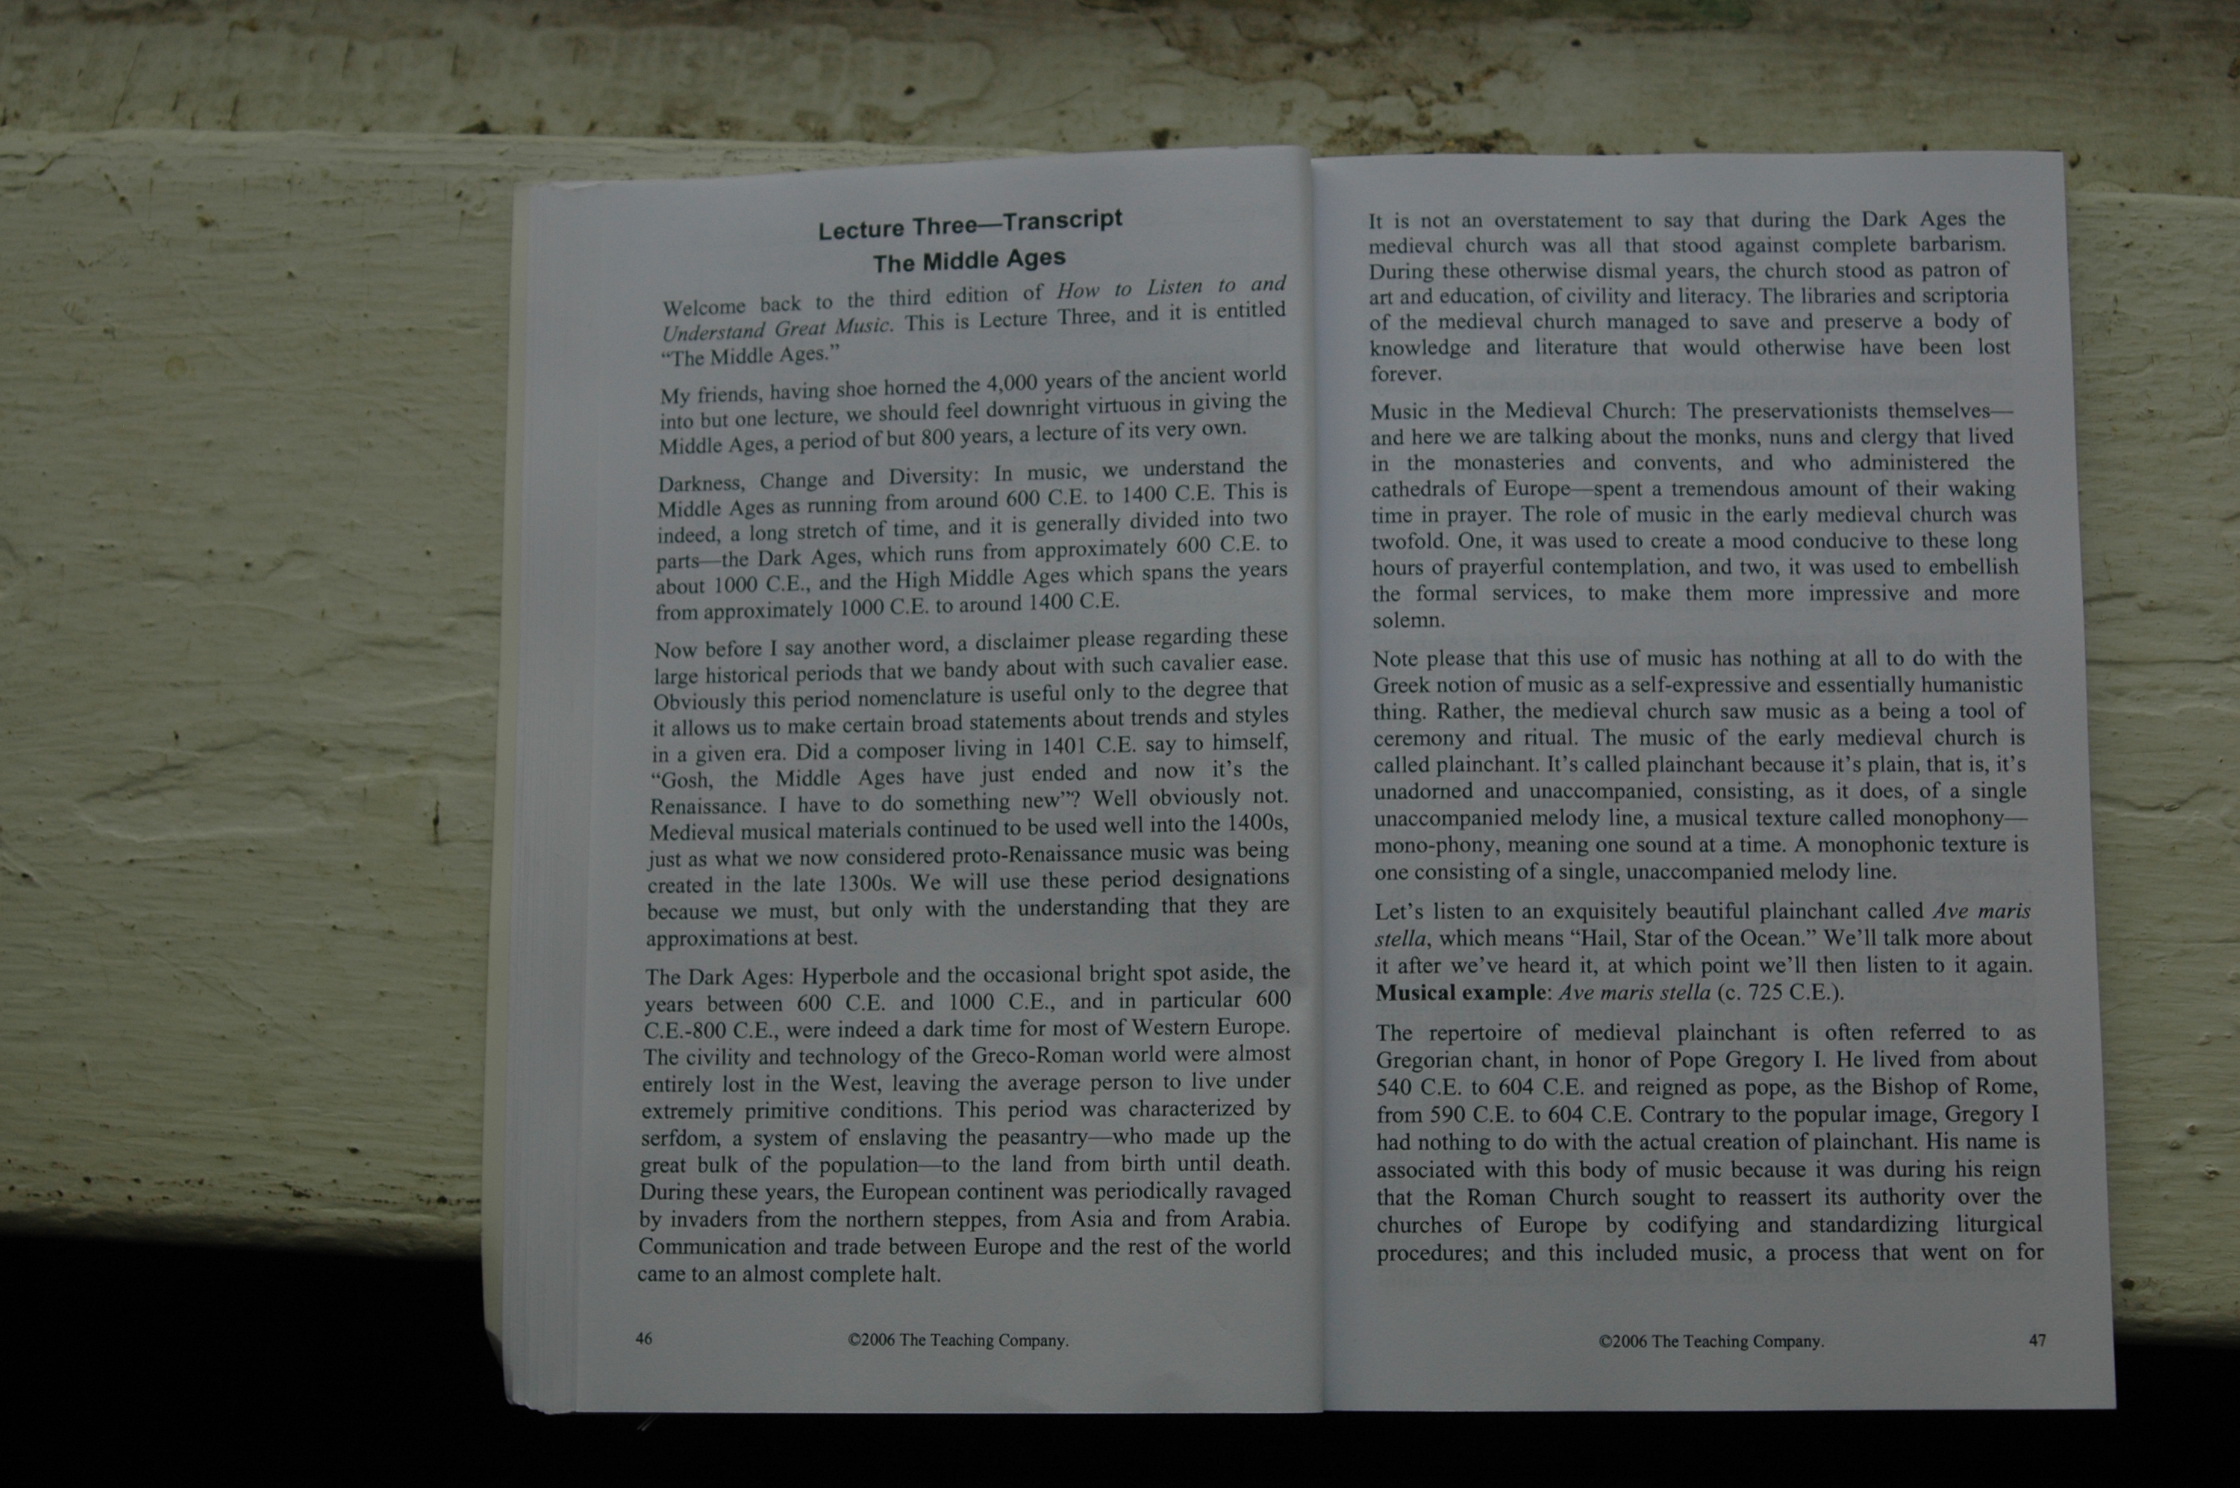 Lecture Three—Transcript
The Middle Ages
Welcome back to the third edition of How to Listen to and
Understand Great Music. This is Lecture Three, and it is entitled
“The Middle Ages.”
My friends, having shoe horned the 4,000 years of the ancient world
into but one lecture, we should feel downright virtuous in giving the
Middle Ages, a period of but 800 years, a lecture of its very own.
Darkness, Change and Diversity: In music, we understand the
Middle Ages as running from around 600 C.E. to 1400 C.E. This is
indeed, a long stretch of time, and it is generally divided into two
parts—the Dark Ages, which runs from approximately 600 C.E. to
about 1000 C.E., and the High Middle Ages which spans the years
from approximately 1000 C.E. to around 1400 C.E.
Now before I say another word, a disclaimer please regarding these
large historical periods that we bandy about with such cavalier ease.
Obviously this period nomenclature is useful only to the degree that
it allows us to make certain broad statements about trends and styles
in a given era. Did a composer living in 1401 C.E. say to himself,
“Gosh, the Middle Ages have just ended and now it’s the
Renaissance. I have to do something new”? Well obviously not.
Medieval musical materials continued to be used well into the 1400s,
just as what we now considered proto-Renaissance music was being
created in the late 1300s. We will use these period designations
because we must, but only with the understanding that they are
approximations at best.
The Dark Ages: Hyperbole and the occasional bright spot aside, the
years between 600 C.E. and 1000 C.E., and in particular 600
C.E.-800 C.E., were indeed a dark time for most of Western Europe.
The civility and technology of the Greco-Roman world were almost
entirely lost in the West, leaving the average person to live under
extremely primitive conditions. This period was characterized by
serfdom, a system of enslaving the peasantry—who made up the
great bulk of the population—to the land from birth until death.
During these years, the European continent was periodically ravaged
by invaders from the northern steppes, from Asia and from Arabia.
Communication and trade between Europe and the rest of the world
came to an almost complete halt.
46
©2006 The Teaching Company.
It is not an overstatement to say that during the Dark Ages the
medieval church was all that stood against complete barbarism.
During these otherwise dismal years, the church stood as patron of
art and education, of civility and literacy. The libraries and scriptoria
of the medieval church managed to save and preserve a body of
knowledge and literature that would otherwise have been lost
forever.
Music in the Medieval Church: The preservationists themselves—
and here we are talking about the monks, nuns and clergy that lived
in the monasteries and convents, and who administered the
cathedrals of Europe—spent a tremendous amount of their waking
time in prayer. The role of music in the early medieval church was
twofold. One, it was used to create a mood conducive to these long
hours of prayerful contemplation, and two, it was used to embellish
the formal services, to make them more impressive and more
solemn.
Note please that this use of music has nothing at all to do with the
Greek notion of music as a self-expressive and essentially humanistic
thing. Rather, the medieval church saw music as a being a tool of
ceremony and ritual. The music of the early medieval church is
called plainchant. It’s called plainchant because it’s plain, that is, it’s
unadorned and unaccompanied, consisting, as it does, of a single
unaccompanied melody line, a musical texture called monophony—
mono-phony, meaning one sound at a time. A monophonic texture is
one consisting of a single, unaccompanied melody line.
Let’s listen to an exquisitely beautiful plainchant called Ave maris
stella, which means “Hail, Star of the Ocean.” We’ll talk more about
it after we’ve heard it, at which point we’ll then listen to it again.
Musical example: Ave maris stella (c. 725 C.E.).
The repertoire of medieval plainchant is often referred to as
Gregorian chant, in honor of Pope Gregory I. He lived from about
540 C.E. to 604 C.E. and reigned as pope, as the Bishop of Rome,
from 590 C.E. to 604 C.E. Contrary to the popular image, Gregory I
had nothing to do with the actual creation of plainchant. His name is
associated with this body of music because it was during his reign
that the Roman Church sought to reassert its authority over the
churches of Europe by codifying and standardizing liturgical
procedures; and this included music, a process that went on for
©2006 The Teaching Company.
47